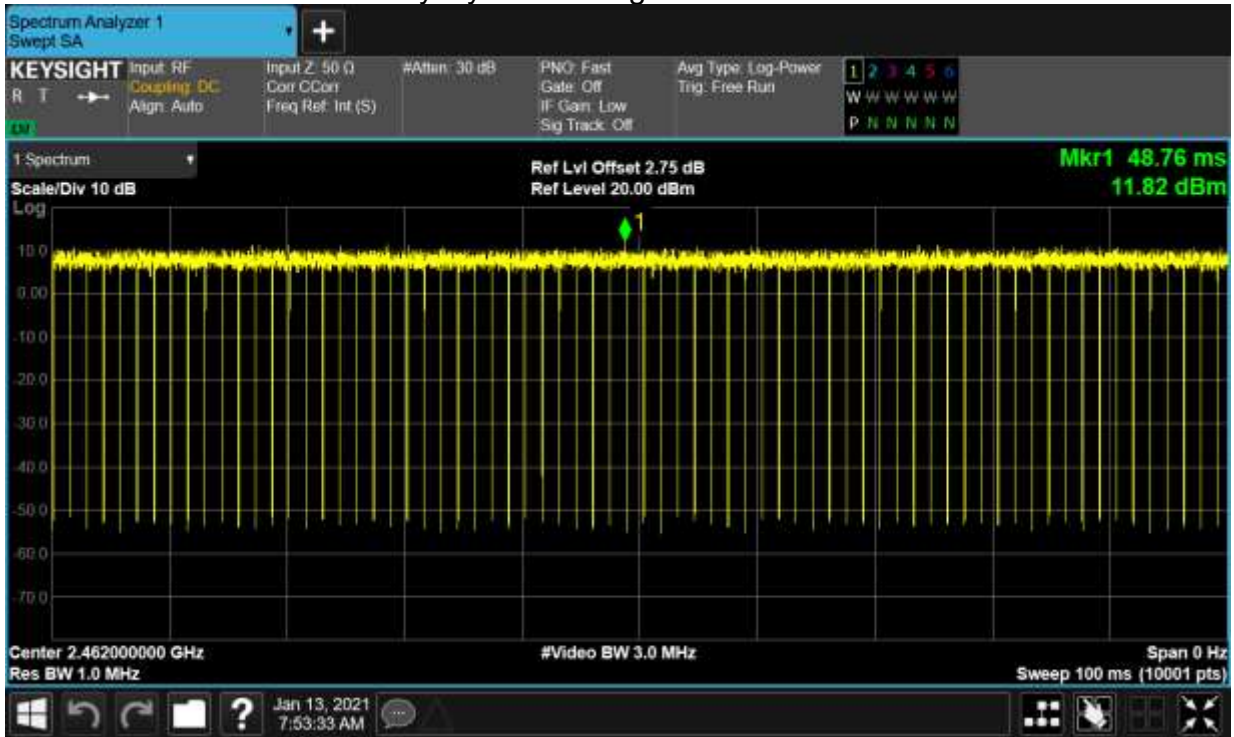 Spectrum Analyzer 1
Swept SA
+
KEYSIGHT Input: RF Input Z: 50 Ω #Atten: 30 dB PNO: Fast Avg Type: Log-Power 1 2 3 4 5 6
R T Coupling: DC Corr CCorr Gate: Off Trig: Free Run W W W W W W
Align: Auto Freq Ref: Int (S) IF Gain: Low
Sig Track: Off P N N N N N
1 Spectrum
Ref Lvl Offset 2.75 dB Mkr1 48.76 ms
Scale/Div 10 dB Ref Level 20.00 dBm 11.82 dBm
Log
1
10.0
0.00
-10.0
-20.0
-30.0
-40.0
-50.0
-60.0
-70.0
Center 2.462000000 GHz #Video BW 3.0 MHz Span 0 Hz
Res BW 1.0 MHz Sweep 100 ms (10001 pts)
? Jan 13, 2021
7:53:33 AM